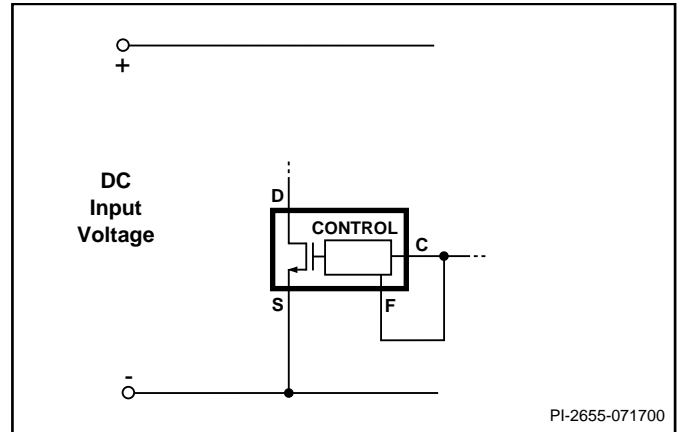 +
DC
Input
Voltage
D
CONTROL
C
S
F
-
PI-2655-071700